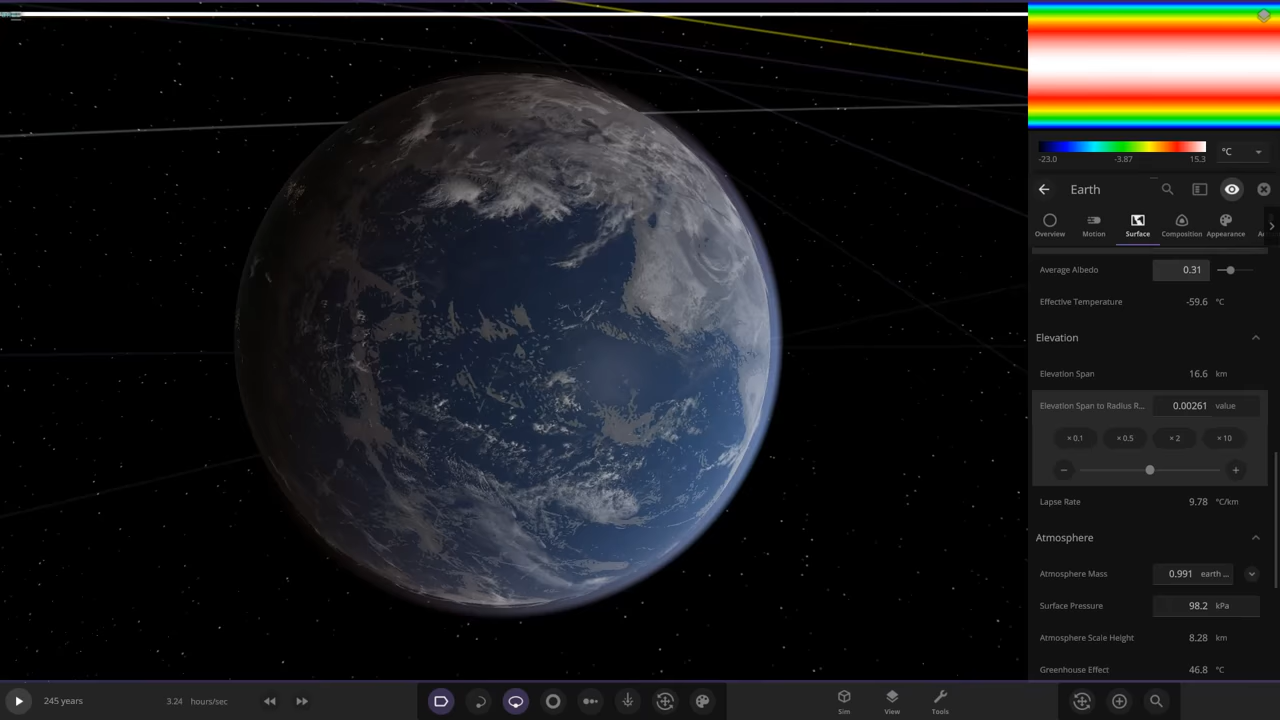 °C
-23.0 -3.87 15.3
Earth
Overview Motion Surface Composition Appearance
Average Albedo 0.31
Effective Temperature -59.6 °C
Elevation
Elevation Span 16.6 km
Elevation Span to Radius R... 0.00261 value
× 0.1 × 0.5 × 2 × 10
− +
Lapse Rate 9.78 °C/km
Atmosphere
Atmosphere Mass 0.991 earth ...
Surface Pressure 98.2 kPa
Atmosphere Scale Height 8.28 km
Greenhouse Effect 46.8 °C
245 years 3.24 hours/sec Sim View Tools